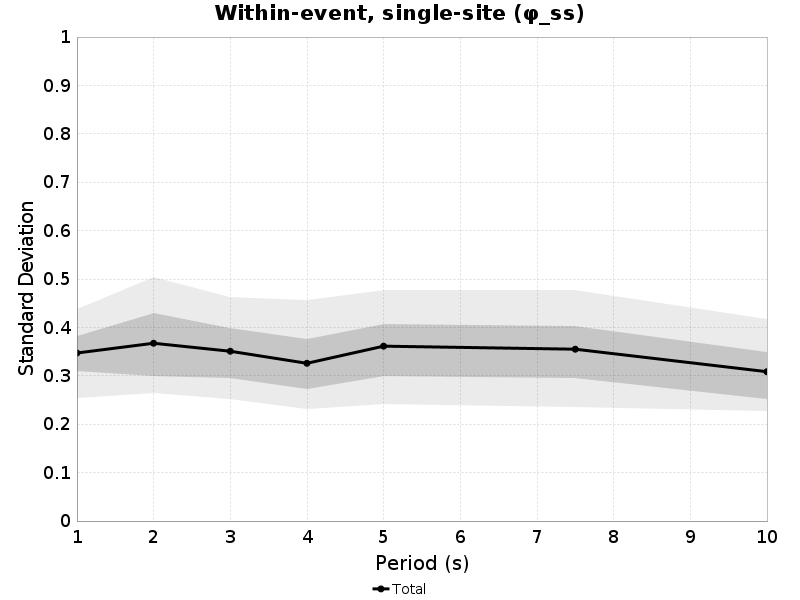 Within-event, single-site (φ_ss)
1
0.9
0.8
0.7
0.6
0.5
0.4
0.3
0.2
0.1
0
Standard Deviation
1 2 3 4 5 6 7 8 9 10
Period (s)
Total